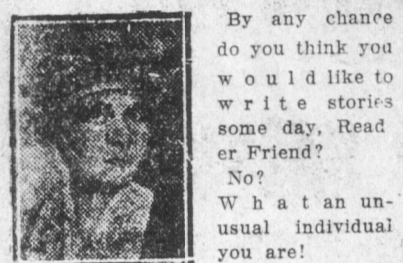 By any chance
do you think you
would like to
write stories
some day, Read
er Friend?
No?
What an un-
usual individual
you are!